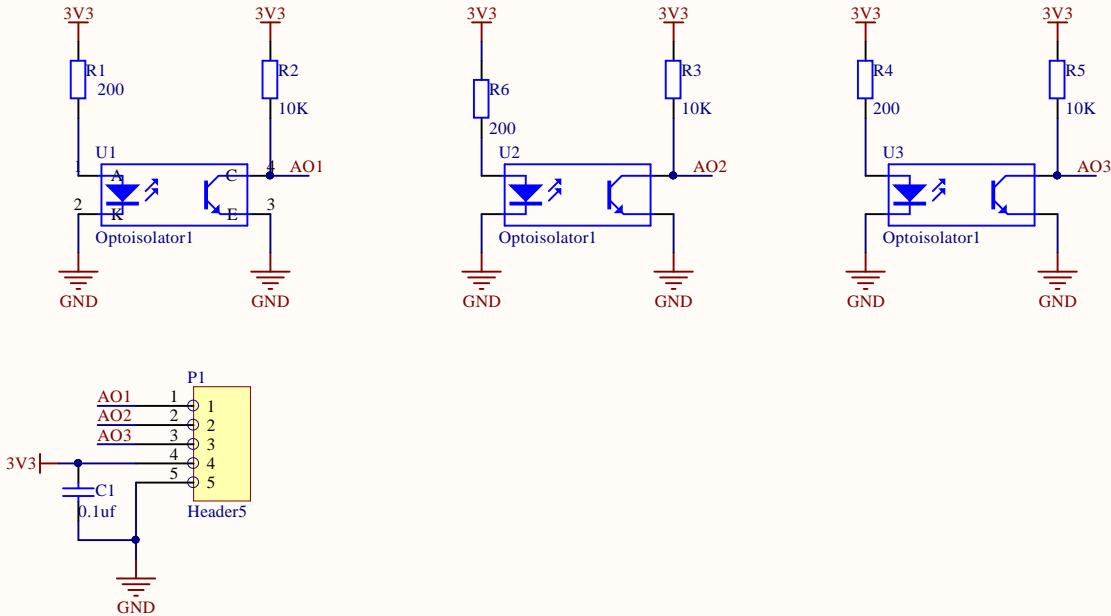 3V3 3V3 3V3 3V3 3V3 3V3
R1 R2 R6 R3 R4 R5
200 10K 200 10K 200 10K
U1 U2 U3
1 A C 4 AO1 AO2 AO3
2 K E 3
Optoisolator1 Optoisolator1 Optoisolator1
GND GND GND GND GND GND
P1
AO1 1 1
AO2 2 2
AO3 3 3
3V3 4 4
5 5
C1
0.1uf Header5
GND